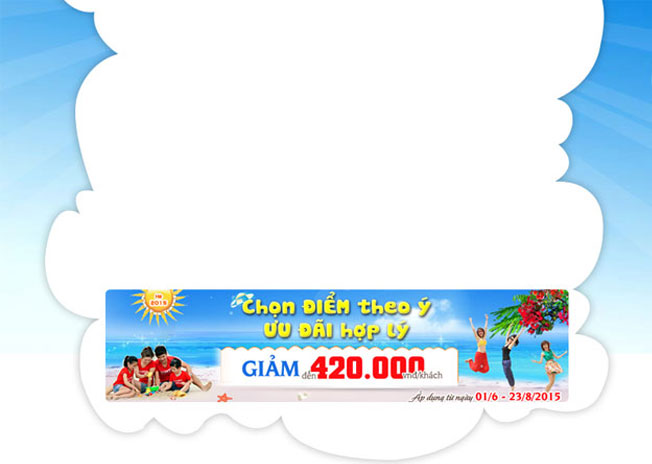 2015
Chọn ĐIỂM theo ý
ƯU ĐÃI hợp lý
GIẢM đến 420.000 vnđ/khách
Áp dụng từ ngày 01/6 - 23/8/2015